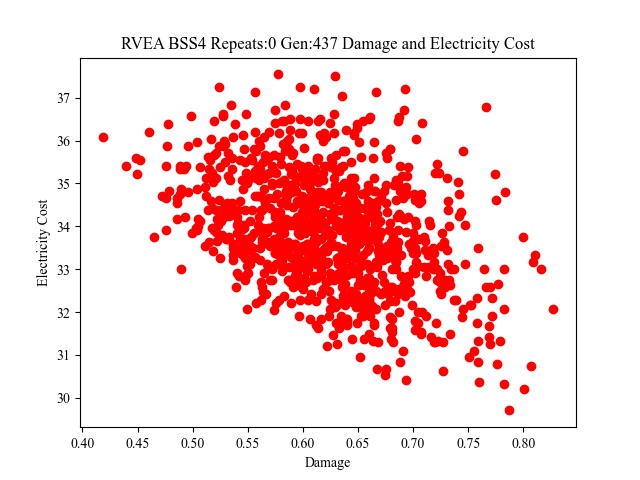 RVEA BSS4 Repeats:0 Gen:437 Damage and Electricity Cost
37
36
35
34
33
32
31
30
Electricity Cost
0.40 0.45 0.50 0.55 0.60 0.65 0.70 0.75 0.80
Damage